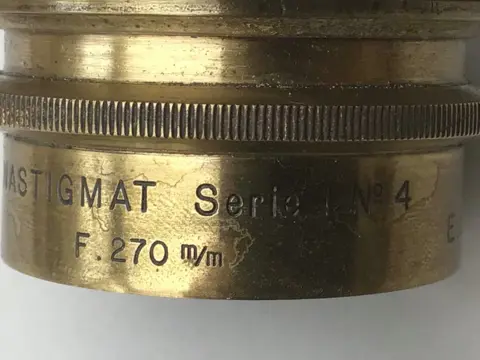 NASTIGMAT Serie I Nº 4
F. 270 m/m
E